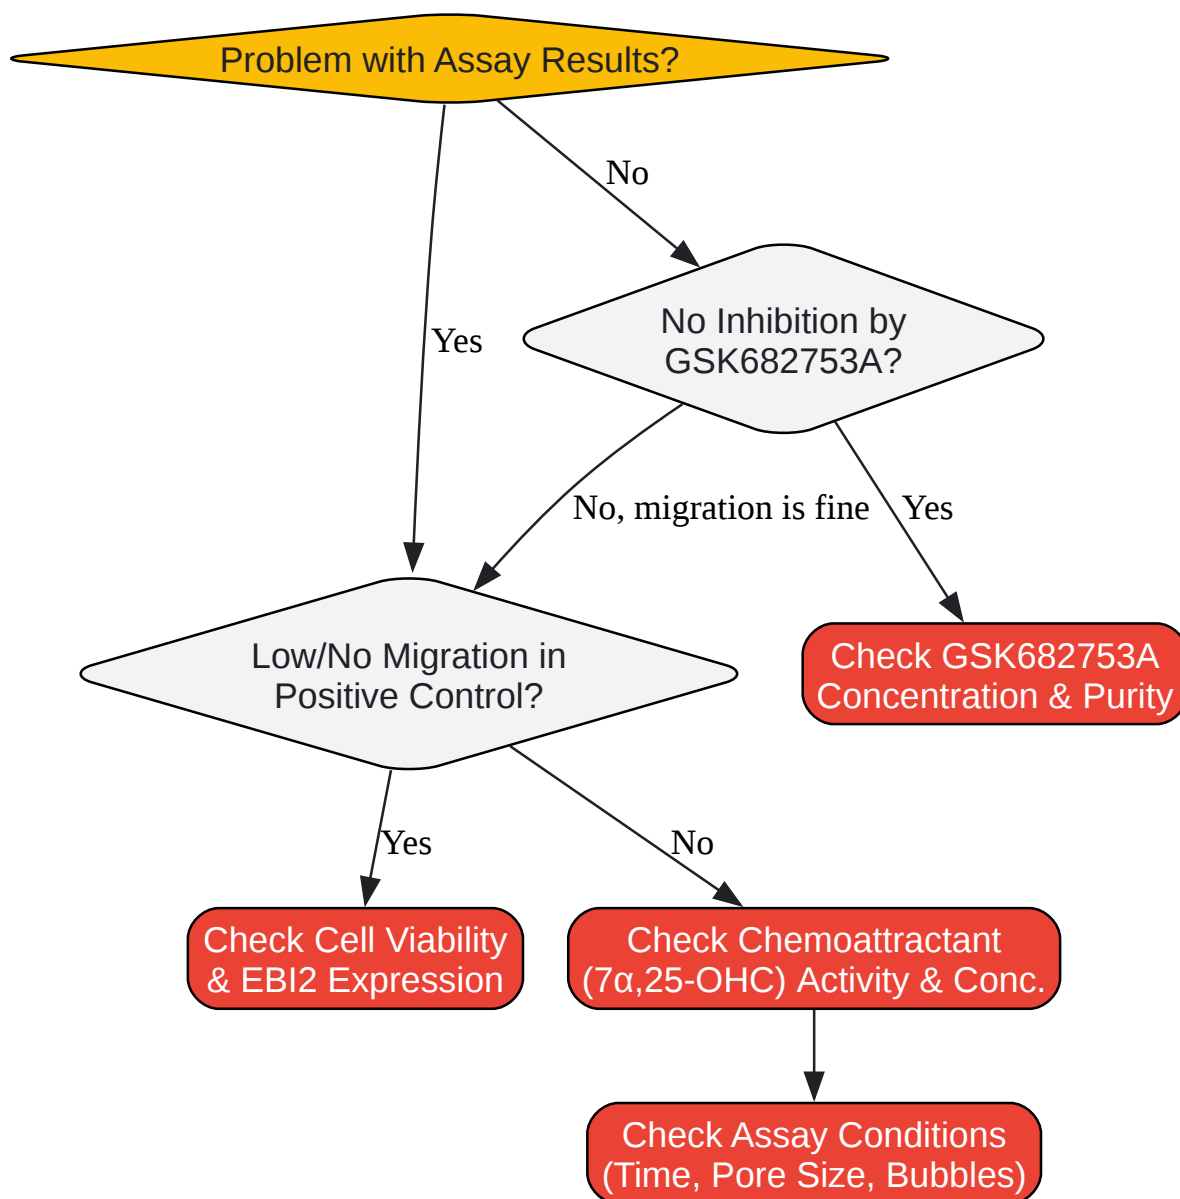 Problem with Assay Results?
No
No Inhibition by
GSK682753A?
Yes
No, migration is fine
Yes
Low/No Migration in
Positive Control?
Check GSK682753A
Concentration & Purity
Yes
No
Check Cell Viability
& EBI2 Expression
Check Chemoattractant
(7α,25-OHC) Activity & Conc.
Check Assay Conditions
(Time, Pore Size, Bubbles)